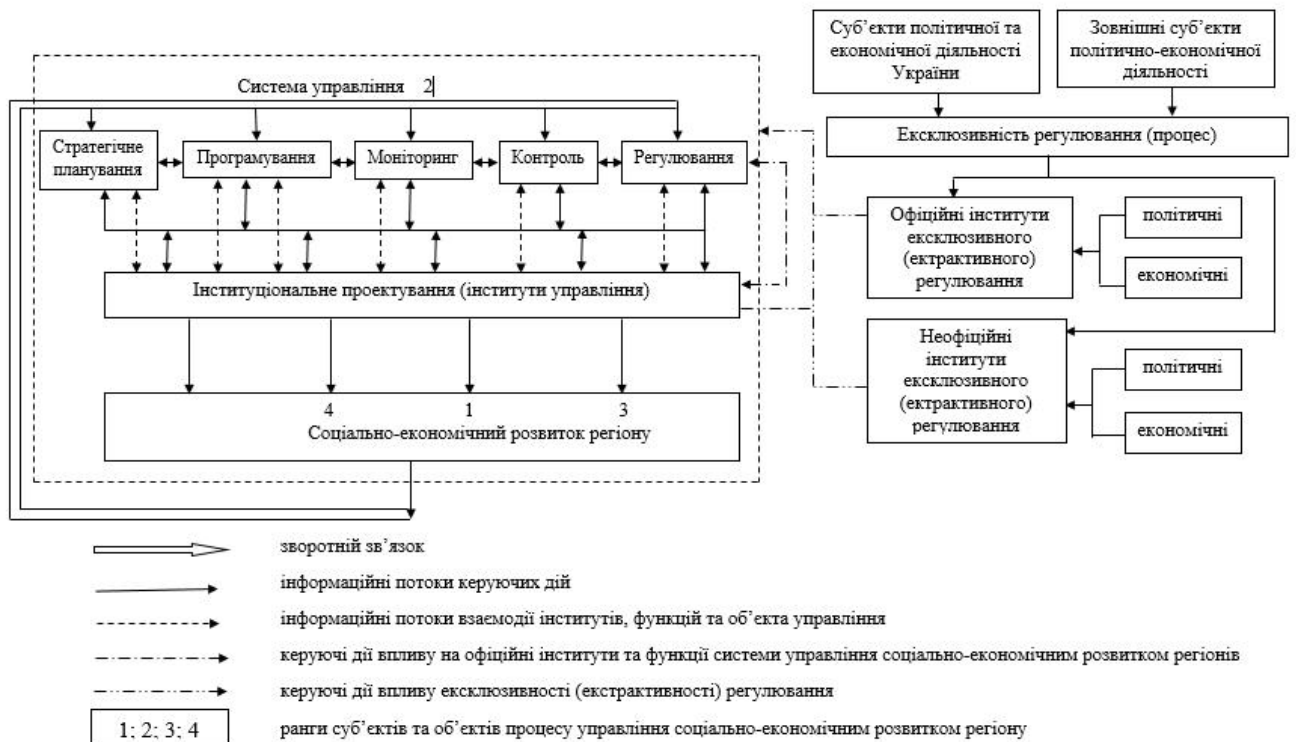 Суб’єкти політичної та
економічної діяльності
України
Зовнішні суб’єкти
політично-економічної
діяльності
Система управління 2
Ексклюзивність регулювання (процес)
Стратегічне
планування
Програмування
Моніторинг
Контроль
Регулювання
Офіційні інститути
ексклюзивного
(ектрактивного)
регулювання
політичні
економічні
Інституціональне проектування (інститути управління)
Неофіційні
інститути
ексклюзивного
(ектрактивного)
регулювання
політичні
економічні
4 1 3
Соціально-економічний розвиток регіону
зворотній зв’язок
інформаційні потоки керуючих дій
інформаційні потоки взаємодії інститутів, функцій та об’єкта управління
керуючі дії впливу на офіційні інститути та функції системи управління соціально-економічним розвитком регіонів
керуючі дії впливу ексклюзивності (екстрактивності) регулювання
1; 2; 3; 4 ранги суб’єктів та об’єктів процесу управління соціально-економічним розвитком регіону